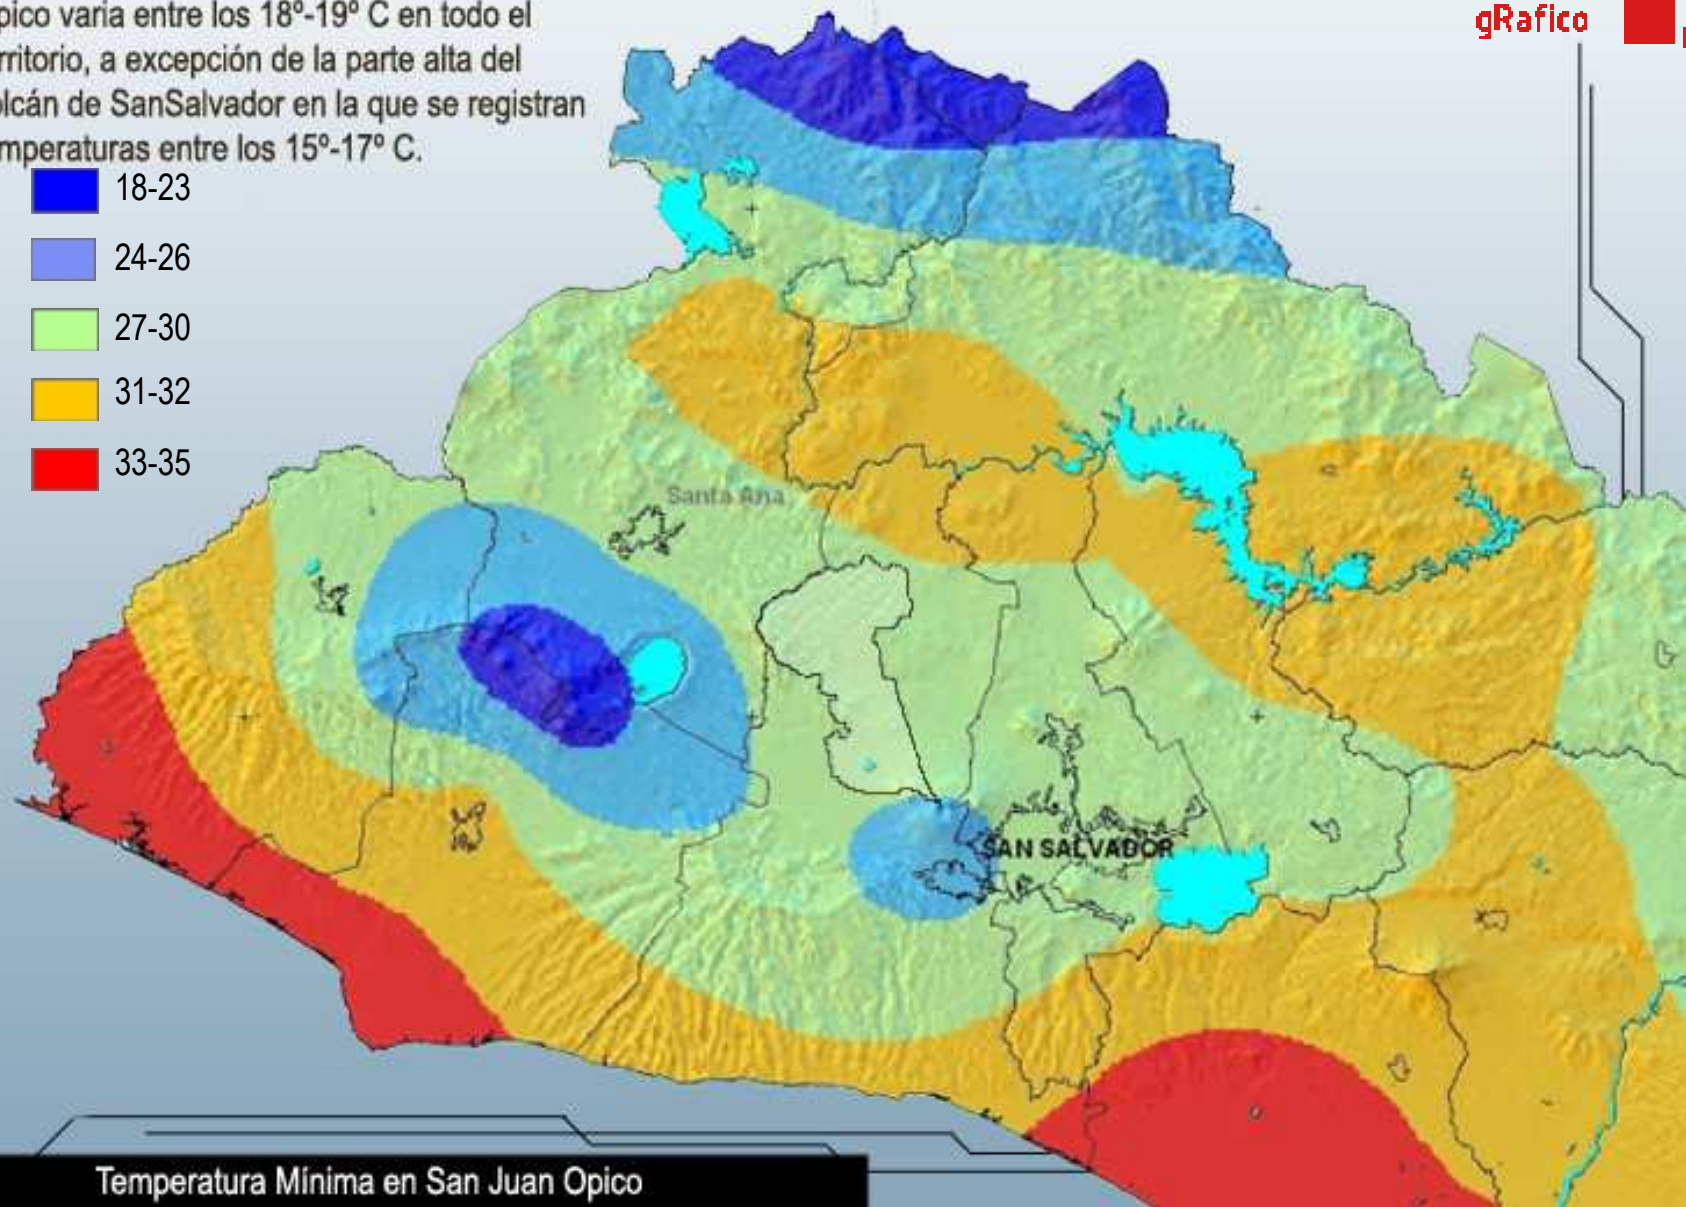 pico varia entre los 18º-19º C en todo el
rritorio, a excepción de la parte alta del
olcán de SanSalvador en la que se registran
mperaturas entre los 15º-17º C.
gRafico
18-23
24-26
27-30
31-32
33-35
Santa Ana
SAN SALVADOR
Temperatura Mínima en San Juan Opico